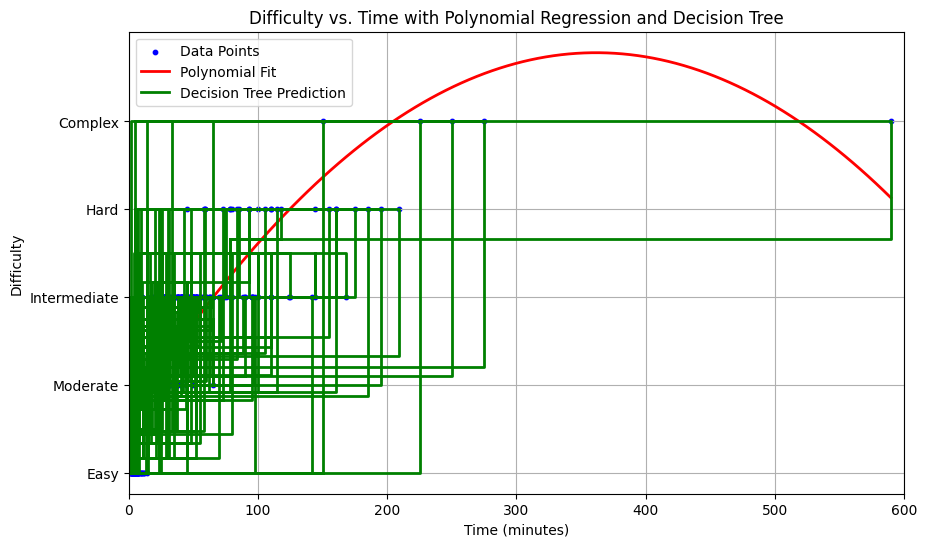 Difficulty vs. Time with Polynomial Regression and Decision Tree
Data Points
Polynomial Fit
Decision Tree Prediction
Complex
Hard
Intermediate
Moderate
Easy
Difficulty
0 100 200 300 400 500 600
Time (minutes)